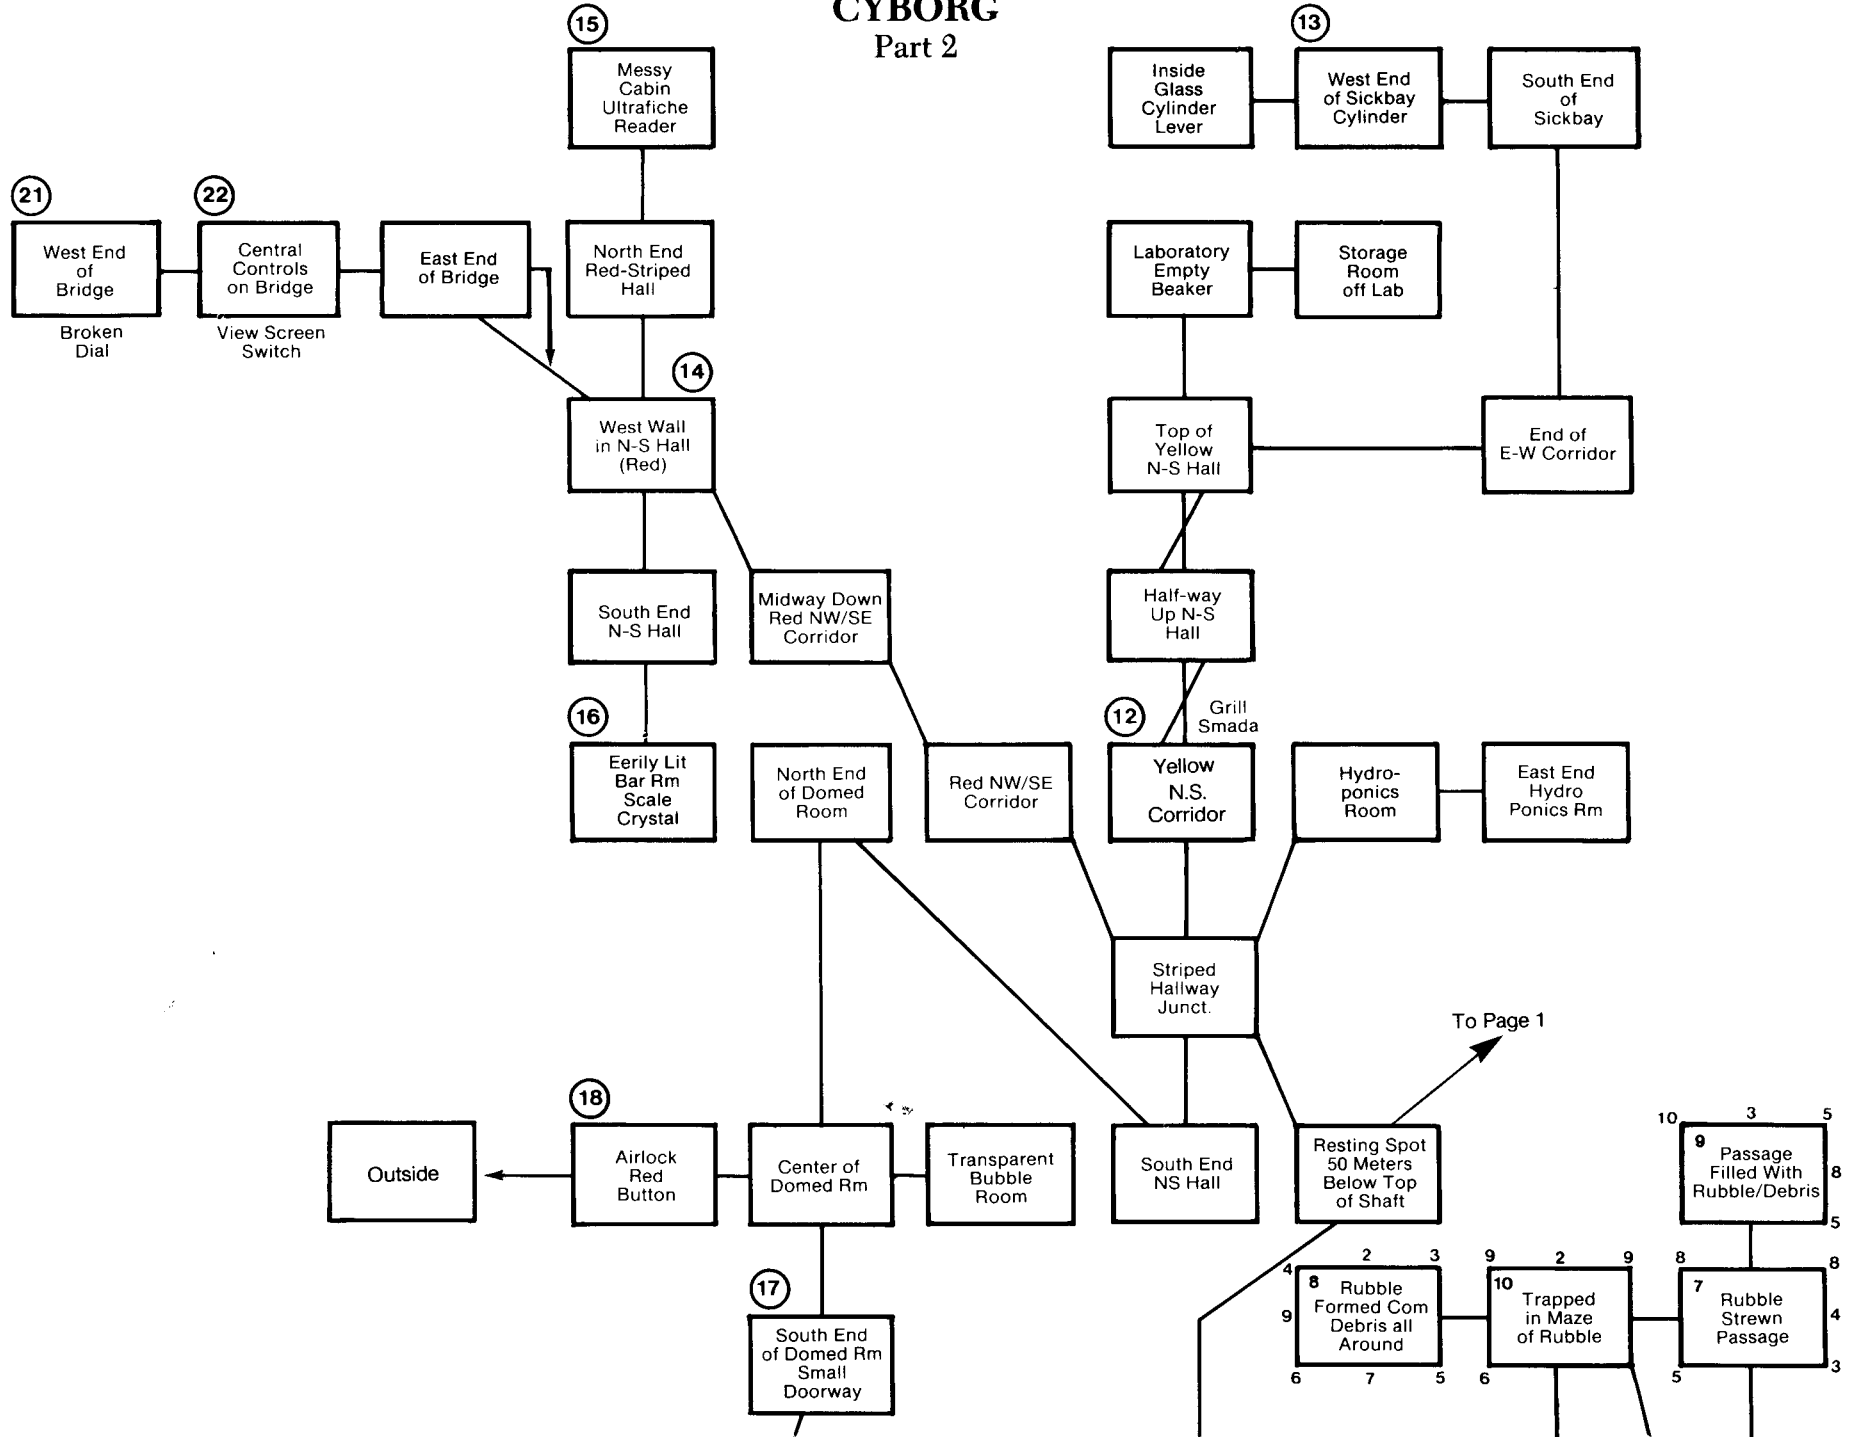 CYBORG
Part 2
15
Messy
Cabin
Ultrafiche
Reader
13
Inside
Glass
Cylinder
Lever
West End
of Sickbay
Cylinder
South End
of
Sickbay
21
West End
of
Bridge
Broken
Dial
22
Central
Controls
on Bridge
View Screen
Switch
East End
of Bridge
North End
Red-Striped
Hall
Laboratory
Empty
Beaker
Storage
Room
off Lab
14
West Wall
in N-S Hall
(Red)
Top of
Yellow
N-S Hall
End of
E-W Corridor
South End
N-S Hall
Midway Down
Red NW/SE
Corridor
Half-way
Up N-S
Hall
16
Eerily Lit
Bar Rm
Scale
Crystal
North End
of Domed
Room
Red NW/SE
Corridor
12
Grill
Smada
Yellow
N.S.
Corridor
Hydro-
ponics
Room
East End
Hydro
Ponics Rm
Striped
Hallway
Junct.
To Page 1
Outside
18
Airlock
Red
Button
Center of
Domed Rm
Transparent
Bubble
Room
South End
NS Hall
Resting Spot
50 Meters
Below Top
of Shaft
10 3 5
9
Passage
Filled With
Rubble/Debris
8
5
17
South End
of Domed Rm
Small
Doorway
4 2 3
8
Rubble
Formed Com
Debris all
Around
9
6 7 5
9 2 9
10
Trapped
in Maze
of Rubble
6
8 8
7
Rubble
Strewn
Passage
4
5 3